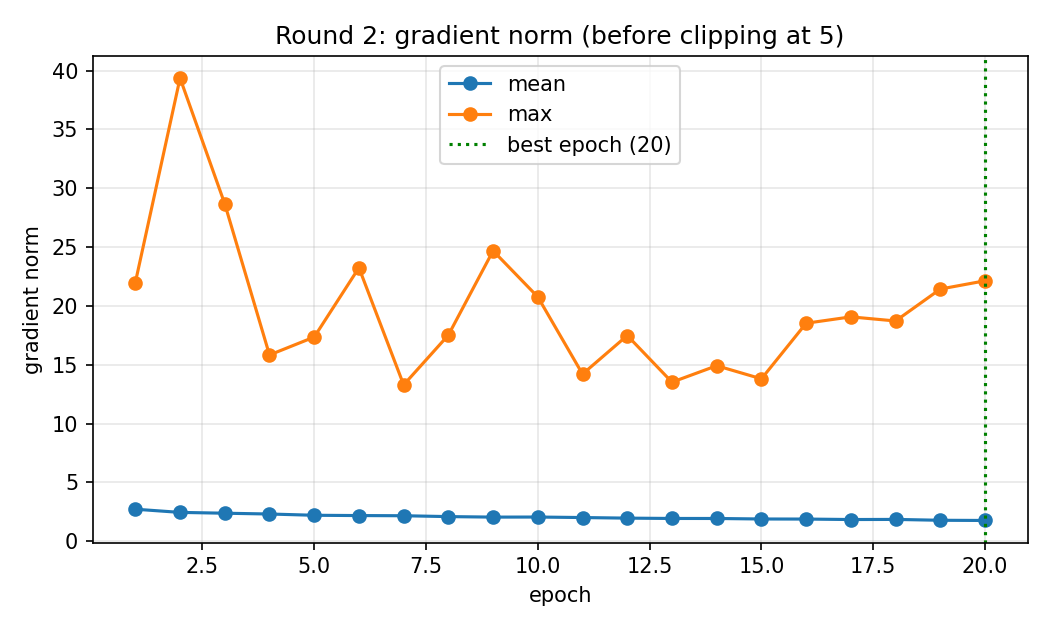 Round 2: gradient norm (before clipping at 5)
mean
max
best epoch (20)
gradient norm
40
35
30
25
20
15
10
5
0
2.5 5.0 7.5 10.0 12.5 15.0 17.5 20.0
epoch